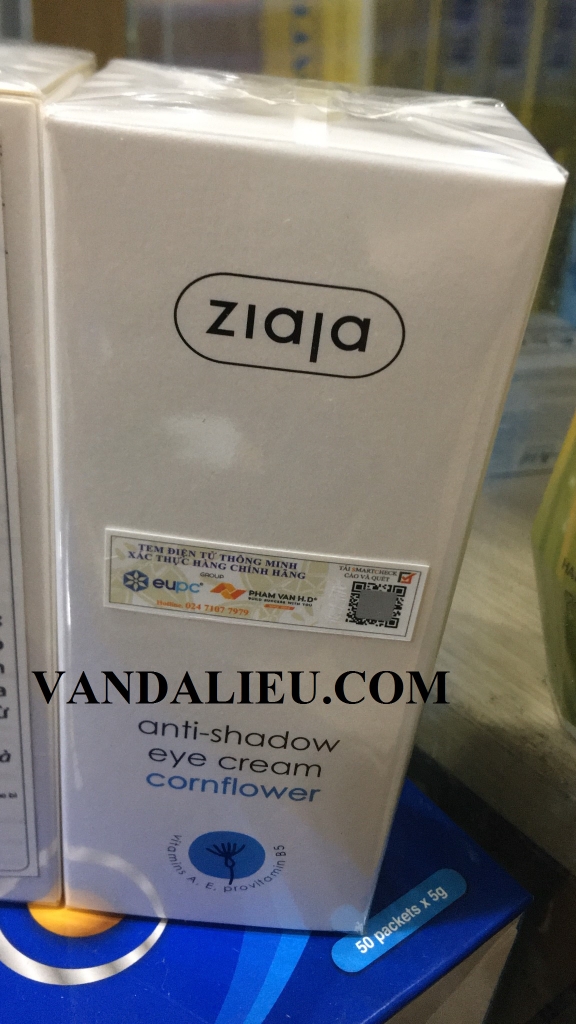 ziaja
TEM ĐIỆN TỬ THÔNG MINH
XÁC THỰC HÀNG CHÍNH HÃNG
GROUP
eupc
PHAM VAN H.D
Hotline: 024 7107 7979
TẢI SMARTCHECK
CÀO VÀ QUÉT
VANDALIEU.COM
anti-shadow
eye cream
cornflower
vitamins A, E, provitamin B5
50 packets x 5g